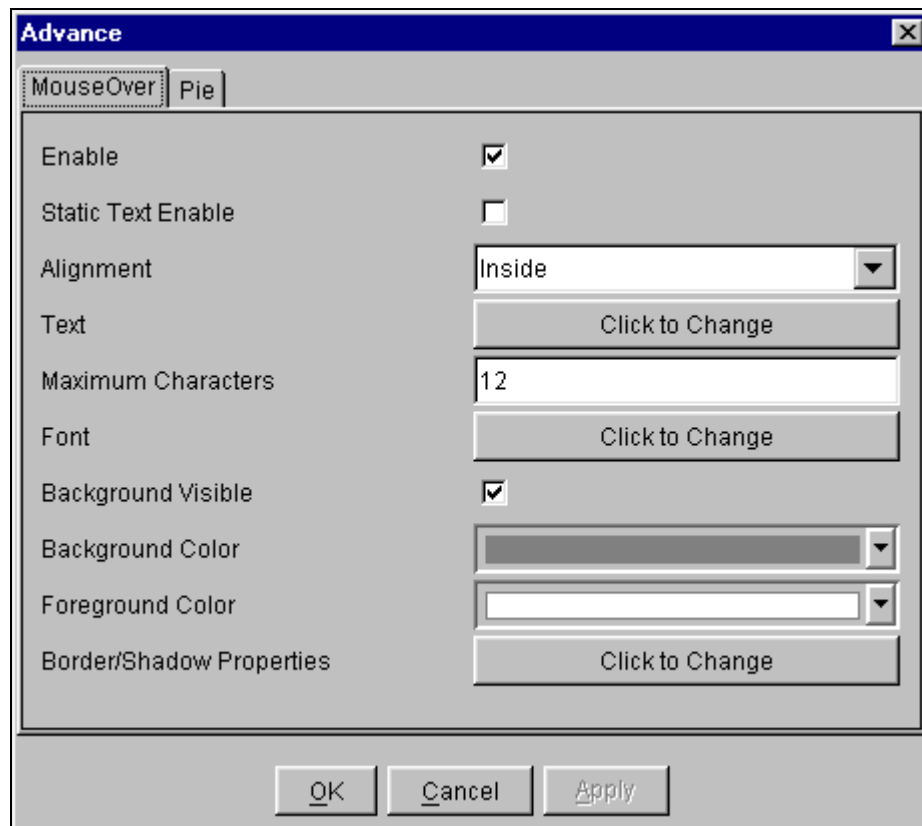 Advance
MouseOver Pie
Enable
Static Text Enable
Alignment Inside
Text Click to Change
Maximum Characters 12
Font Click to Change
Background Visible
Background Color
Foreground Color
Border/Shadow Properties Click to Change
OK Cancel Apply